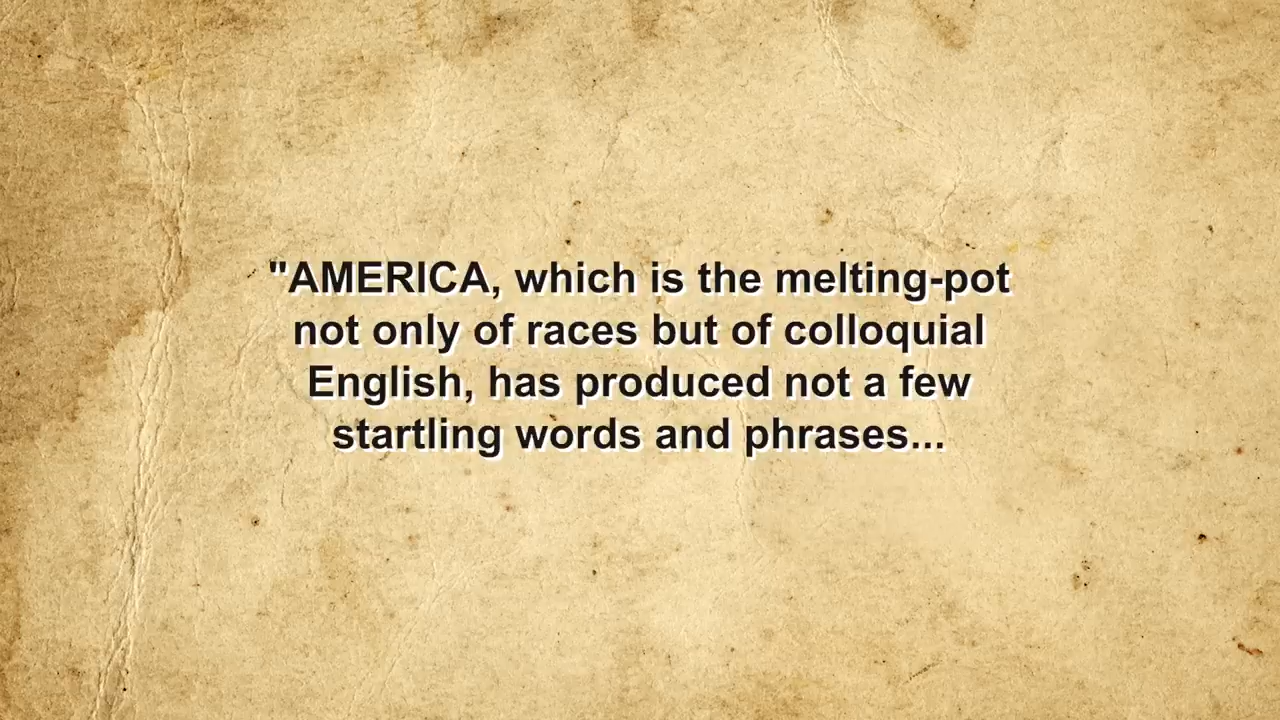 "AMERICA, which is the melting-pot
not only of races but of colloquial
English, has produced not a few
startling words and phrases...